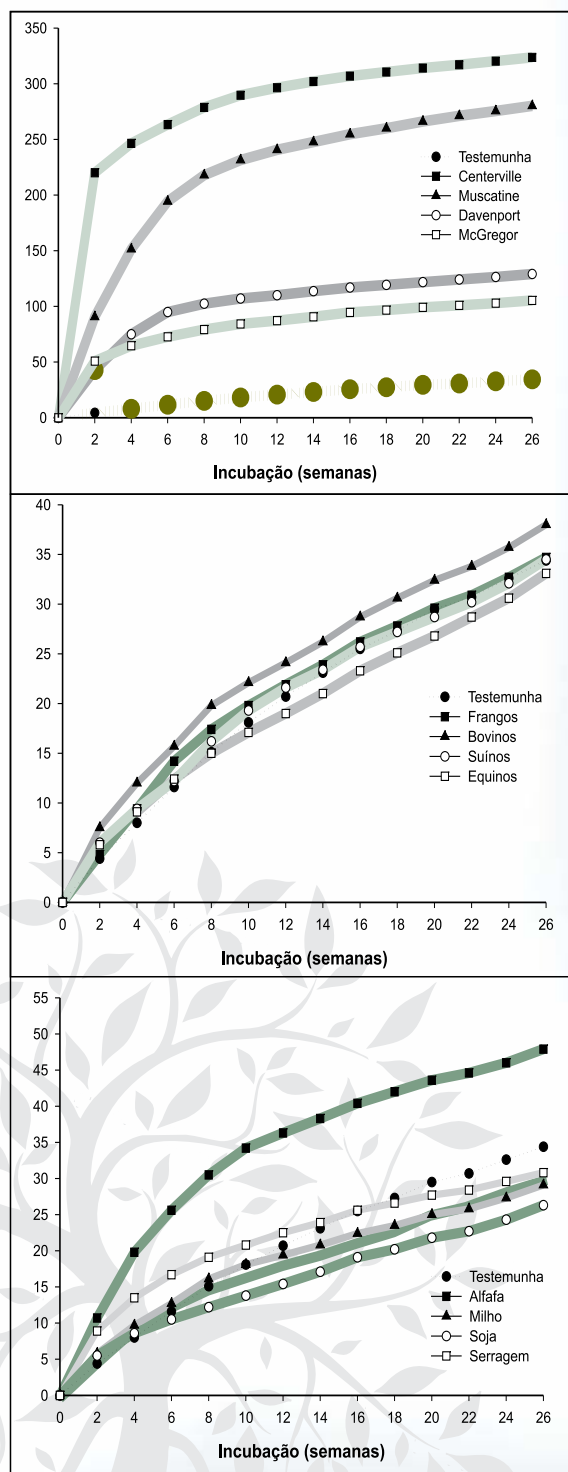 350
300
250
200
150
100
50
0
Testemunha
Centerville
Muscatine
Davenport
McGregor
0 2 4 6 8 10 12 14 16 18 20 22 24 26
Incubação (semanas)
40
35
30
25
20
15
10
5
0
Testemunha
Frangos
Bovinos
Suínos
Equinos
0 2 4 6 8 10 12 14 16 18 20 22 24 26
Incubação (semanas)
55
50
45
40
35
30
25
20
15
10
5
0
Testemunha
Alfafa
Milho
Soja
Serragem
0 2 4 6 8 10 12 14 16 18 20 22 24 26
Incubação (semanas)